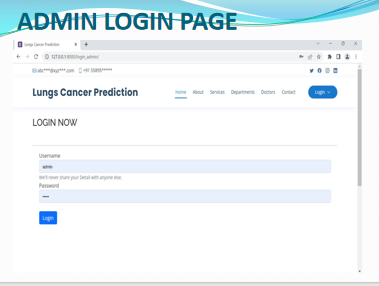 ADMIN LOGIN PAGE
Lungs Cancer Prediction
127.0.0.1:8000/login_admin/
abc***@xyz***.com +91 55895*****
Lungs Cancer Prediction Home About Services Departments Doctors Contact Login
LOGIN NOW
Username
admin
We'll never share your Detail with anyone else.
Password
Login